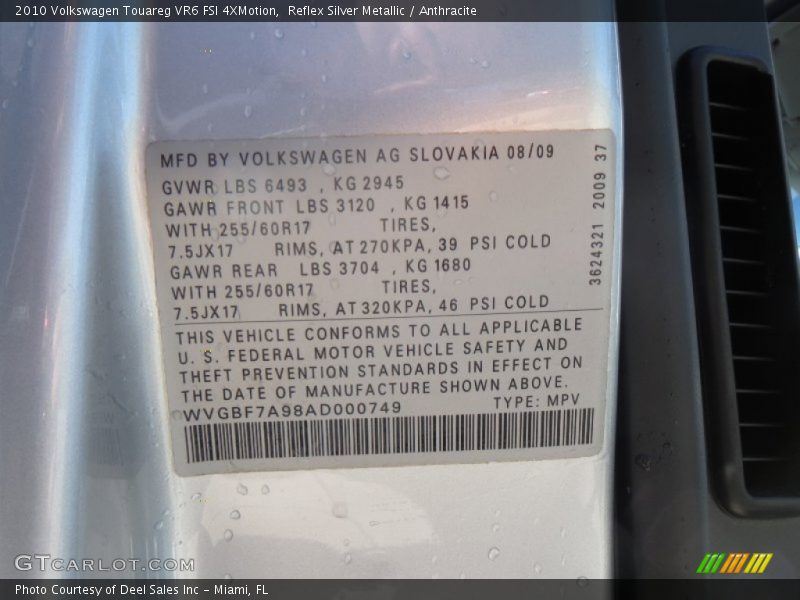 2010 Volkswagen Touareg VR6 FSI 4XMotion, Reflex Silver Metallic / Anthracite
MFD BY VOLKSWAGEN AG SLOVAKIA 08/09
GVWR LBS 6493 , KG 2945
GAWR FRONT LBS 3120 , KG 1415
WITH 255/60R17 TIRES,
7.5JX17 RIMS, AT 270KPA, 39 PSI COLD
GAWR REAR LBS 3704 , KG 1680
WITH 255/60R17 TIRES,
7.5JX17 RIMS, AT 320KPA, 46 PSI COLD
THIS VEHICLE CONFORMS TO ALL APPLICABLE
U. S. FEDERAL MOTOR VEHICLE SAFETY AND
THEFT PREVENTION STANDARDS IN EFFECT ON
THE DATE OF MANUFACTURE SHOWN ABOVE.
WVGBF7A98AD000749 TYPE: MPV
3624321 2009 37
GTCARLOT.COM
Photo Courtesy of Deel Sales Inc - Miami, FL